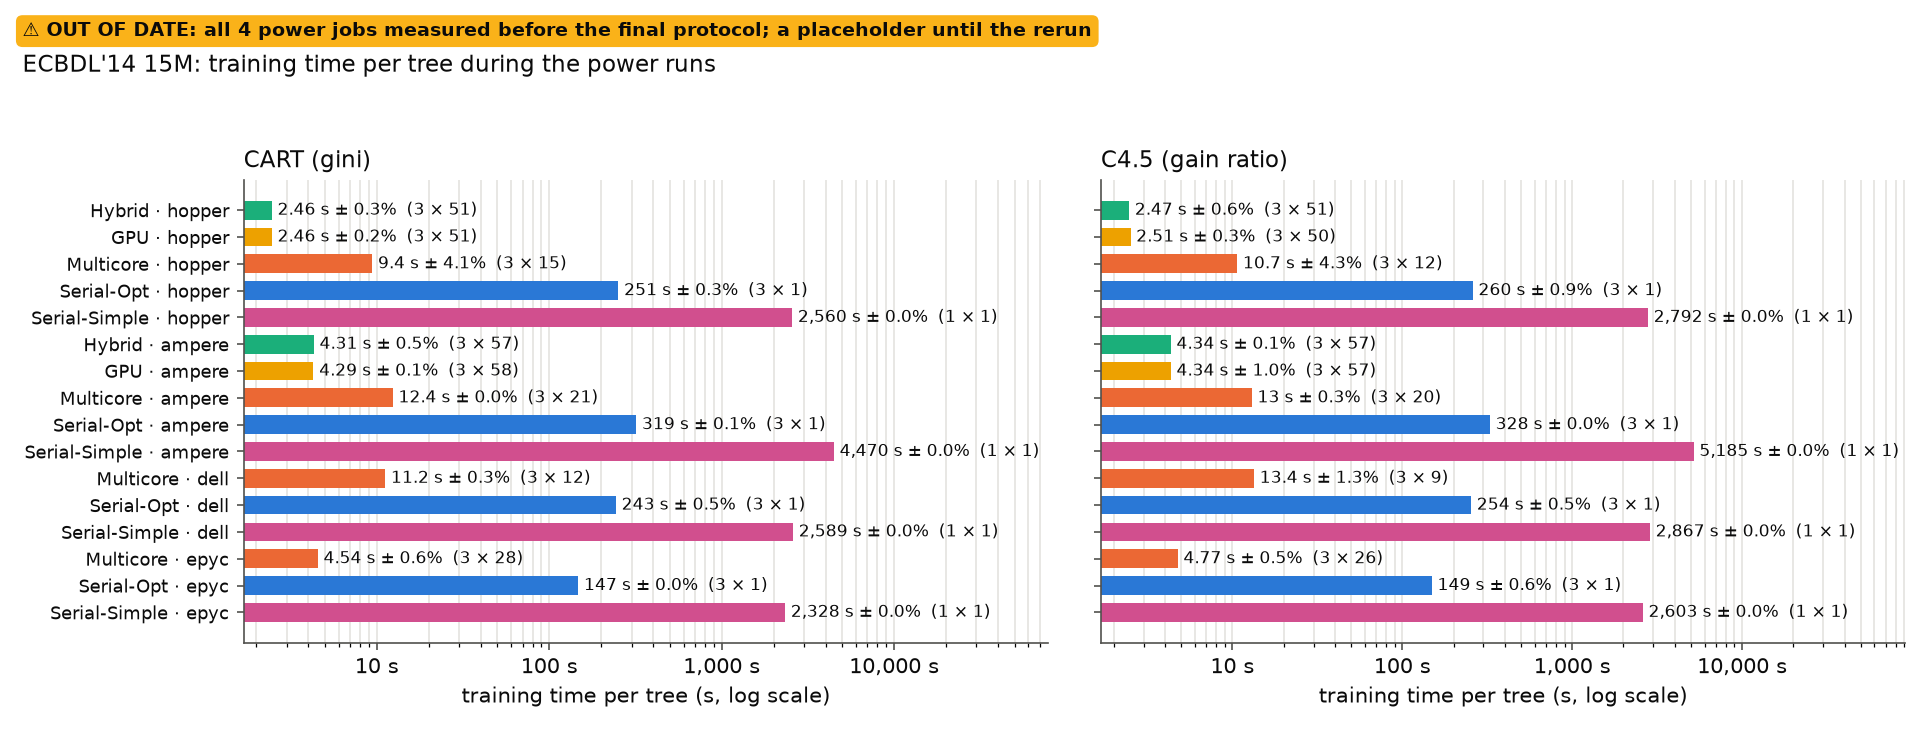 ⚠ OUT OF DATE: all 4 power jobs measured before the final protocol; a placeholder until the rerun
ECBDL'14 15M: training time per tree during the power runs
CART (gini)
Hybrid · hopper 2.46 s ± 0.3% (3 × 51)
GPU · hopper 2.46 s ± 0.2% (3 × 51)
Multicore · hopper 9.4 s ± 4.1% (3 × 15)
Serial-Opt · hopper 251 s ± 0.3% (3 × 1)
Serial-Simple · hopper 2,560 s ± 0.0% (1 × 1)
Hybrid · ampere 4.31 s ± 0.5% (3 × 57)
GPU · ampere 4.29 s ± 0.1% (3 × 58)
Multicore · ampere 12.4 s ± 0.0% (3 × 21)
Serial-Opt · ampere 319 s ± 0.1% (3 × 1)
Serial-Simple · ampere 4,470 s ± 0.0% (1 × 1)
Multicore · dell 11.2 s ± 0.3% (3 × 12)
Serial-Opt · dell 243 s ± 0.5% (3 × 1)
Serial-Simple · dell 2,589 s ± 0.0% (1 × 1)
Multicore · epyc 4.54 s ± 0.6% (3 × 28)
Serial-Opt · epyc 147 s ± 0.0% (3 × 1)
Serial-Simple · epyc 2,328 s ± 0.0% (1 × 1)
10 s 100 s 1,000 s 10,000 s
training time per tree (s, log scale)
C4.5 (gain ratio)
2.47 s ± 0.6% (3 × 51)
2.51 s ± 0.3% (3 × 50)
10.7 s ± 4.3% (3 × 12)
260 s ± 0.9% (3 × 1)
2,792 s ± 0.0% (1 × 1)
4.34 s ± 0.1% (3 × 57)
4.34 s ± 1.0% (3 × 57)
13 s ± 0.3% (3 × 20)
328 s ± 0.0% (3 × 1)
5,185 s ± 0.0% (1 × 1)
13.4 s ± 1.3% (3 × 9)
254 s ± 0.5% (3 × 1)
2,867 s ± 0.0% (1 × 1)
4.77 s ± 0.5% (3 × 26)
149 s ± 0.6% (3 × 1)
2,603 s ± 0.0% (1 × 1)
10 s 100 s 1,000 s 10,000 s
training time per tree (s, log scale)